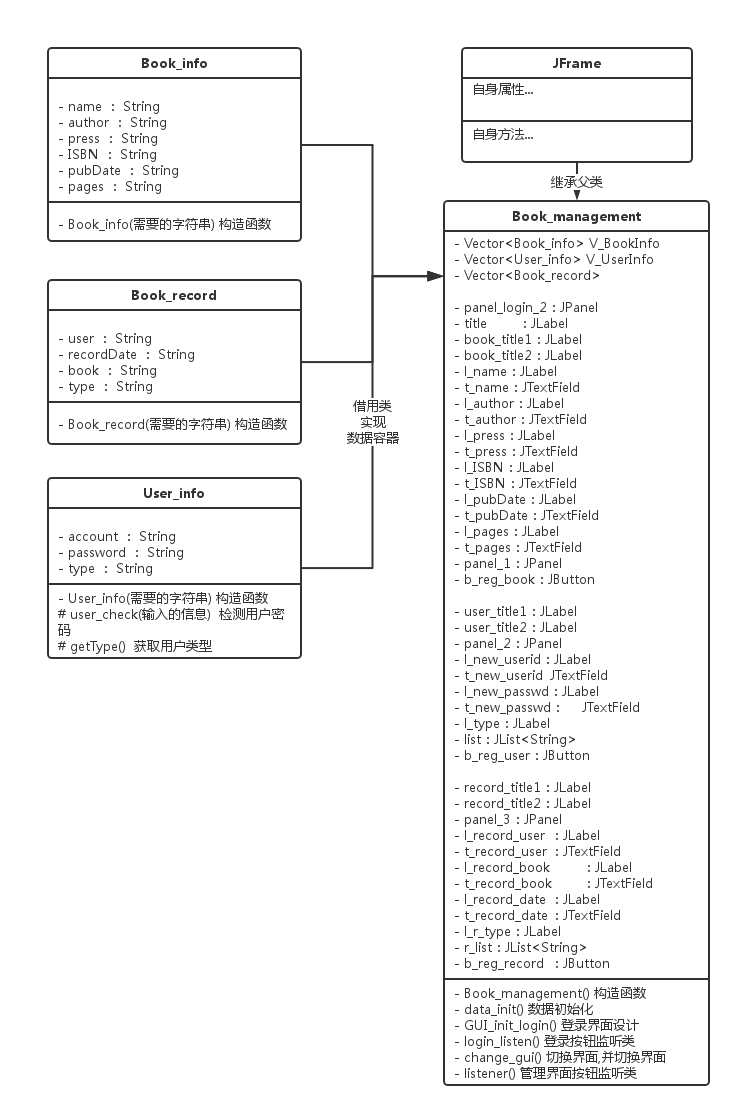 Book_info
- name : String
- author : String
- press : String
- ISBN : String
- pubDate : String
- pages : String
- Book_info(需要的字符串) 构造函数
Book_record
- user : String
- recordDate : String
- book : String
- type : String
- Book_record(需要的字符串) 构造函数
User_info
- account : String
- password : String
- type : String
- User_info(需要的字符串) 构造函数
# user_check(输入的信息) 检测用户密
码
# getType() 获取用户类型
借用类
实现
数据容器
JFrame
自身属性...
自身方法...
继承父类
Book_management
- Vector<Book_info> V_BookInfo
- Vector<User_info> V_UserInfo
- Vector<Book_record>
- panel_login_2 : JPanel
- title : JLabel
- book_title1 : JLabel
- book_title2 : JLabel
- l_name : JLabel
- t_name : JTextField
- l_author : JLabel
- t_author : JTextField
- l_press : JLabel
- t_press : JTextField
- l_ISBN : JLabel
- t_ISBN : JTextField
- l_pubDate : JLabel
- t_pubDate : JTextField
- l_pages : JLabel
- t_pages : JTextField
- panel_1 : JPanel
- b_reg_book : JButton
- user_title1 : JLabel
- user_title2 : JLabel
- panel_2 : JPanel
- l_new_userid : JLabel
- t_new_userid JTextField
- l_new_passwd : JLabel
- t_new_passwd : JTextField
- l_type : JLabel
- list : JList<String>
- b_reg_user : JButton
- record_title1 : JLabel
- record_title2 : JLabel
- panel_3 : JPanel
- l_record_user : JLabel
- t_record_user : JTextField
- l_record_book : JLabel
- t_record_book : JTextField
- l_record_date : JLabel
- t_record_date : JTextField
- l_r_type : JLabel
- r_list : JList<String>
- b_reg_record : JButton
- Book_management() 构造函数
- data_init() 数据初始化
- GUI_init_login() 登录界面设计
- login_listen() 登录按钮监听类
- change_gui() 切换界面,并切换界面
- listener() 管理界面按钮监听类